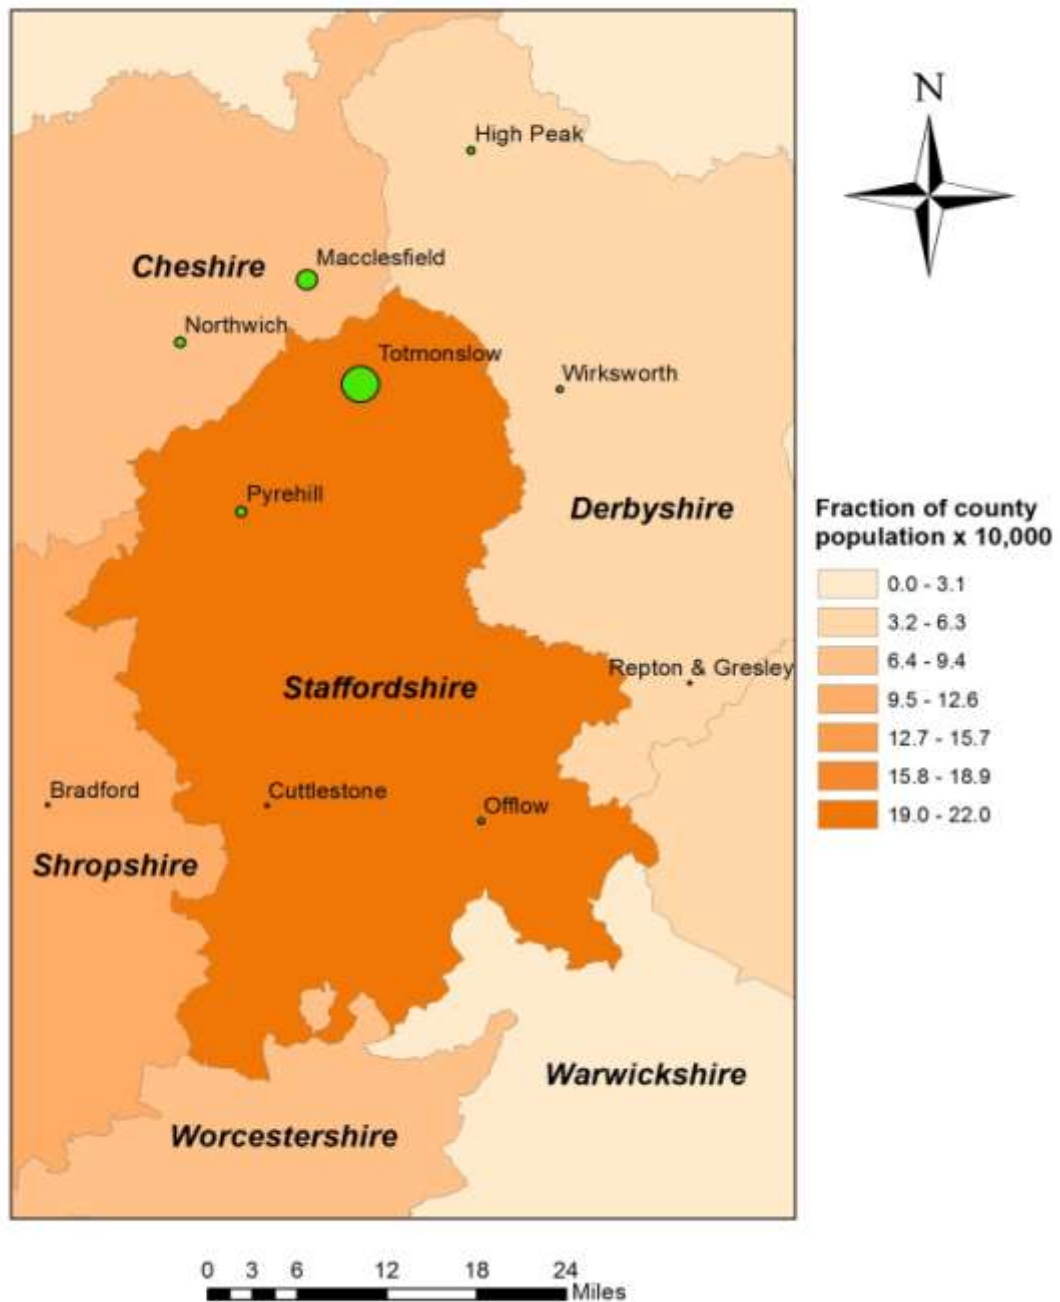 High Peak
N
Macclesfield
Cheshire
Northwich
Totmonslow
Wirksworth
Pyrehill
Derbyshire
Fraction of county
population x 10,000
0.0 - 3.1
3.2 - 6.3
6.4 - 9.4
9.5 - 12.6
12.7 - 15.7
15.8 - 18.9
19.0 - 22.0
Repton & Gresley
Staffordshire
Bradford
Cuttlestone
Offlow
Shropshire
Warwickshire
Worcestershire
0 3 6 12 18 24
Miles